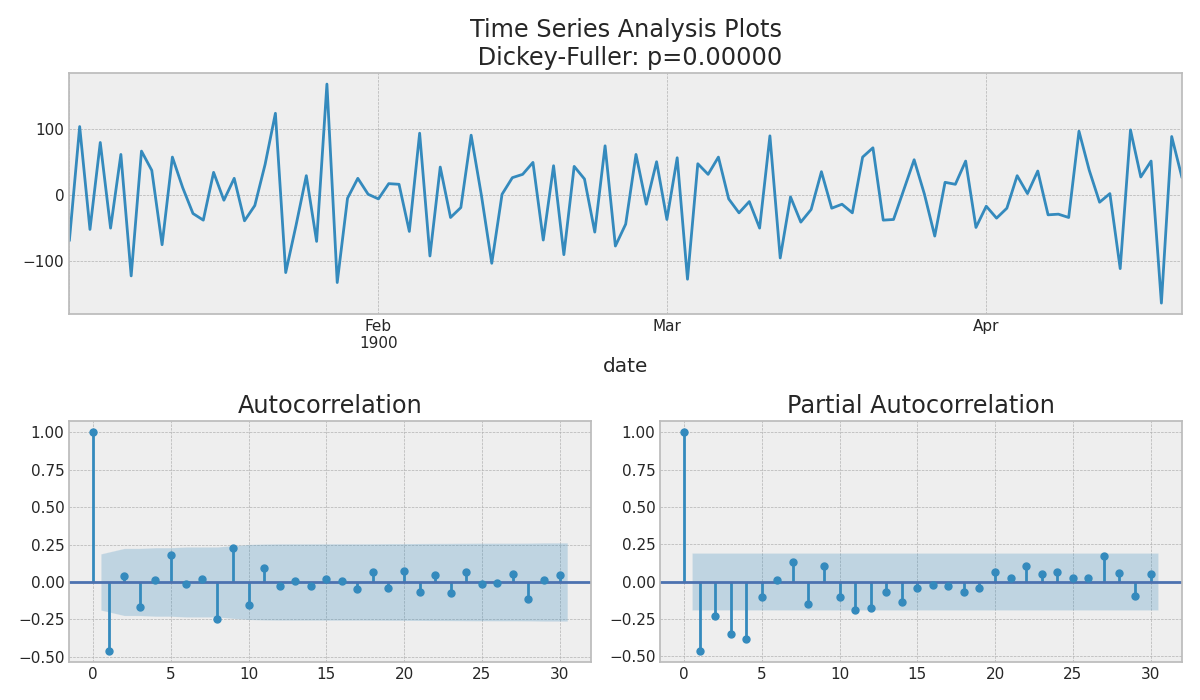 Time Series Analysis Plots
Dickey-Fuller: p=0.00000
100
0
−100
Feb
1900
Mar
Apr
date
Autocorrelation
1.00
0.75
0.50
0.25
0.00
−0.25
−0.50
0 5 10 15 20 25 30
Partial Autocorrelation
1.00
0.75
0.50
0.25
0.00
−0.25
−0.50
0 5 10 15 20 25 30